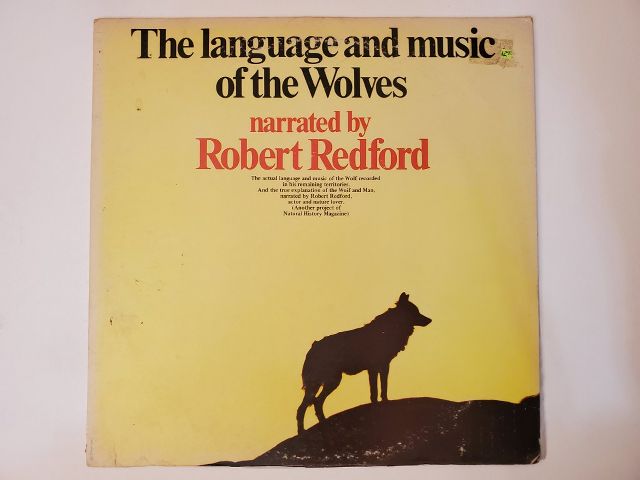 The language and music
of the Wolves
narrated by
Robert Redford
The actual language and music of the Wolf, recorded
in his remaining territories.
And the true explanation of the Wolf and Man,
narrated by Robert Redford,
actor and nature lover.
(Another project of
Natural History Magazine)